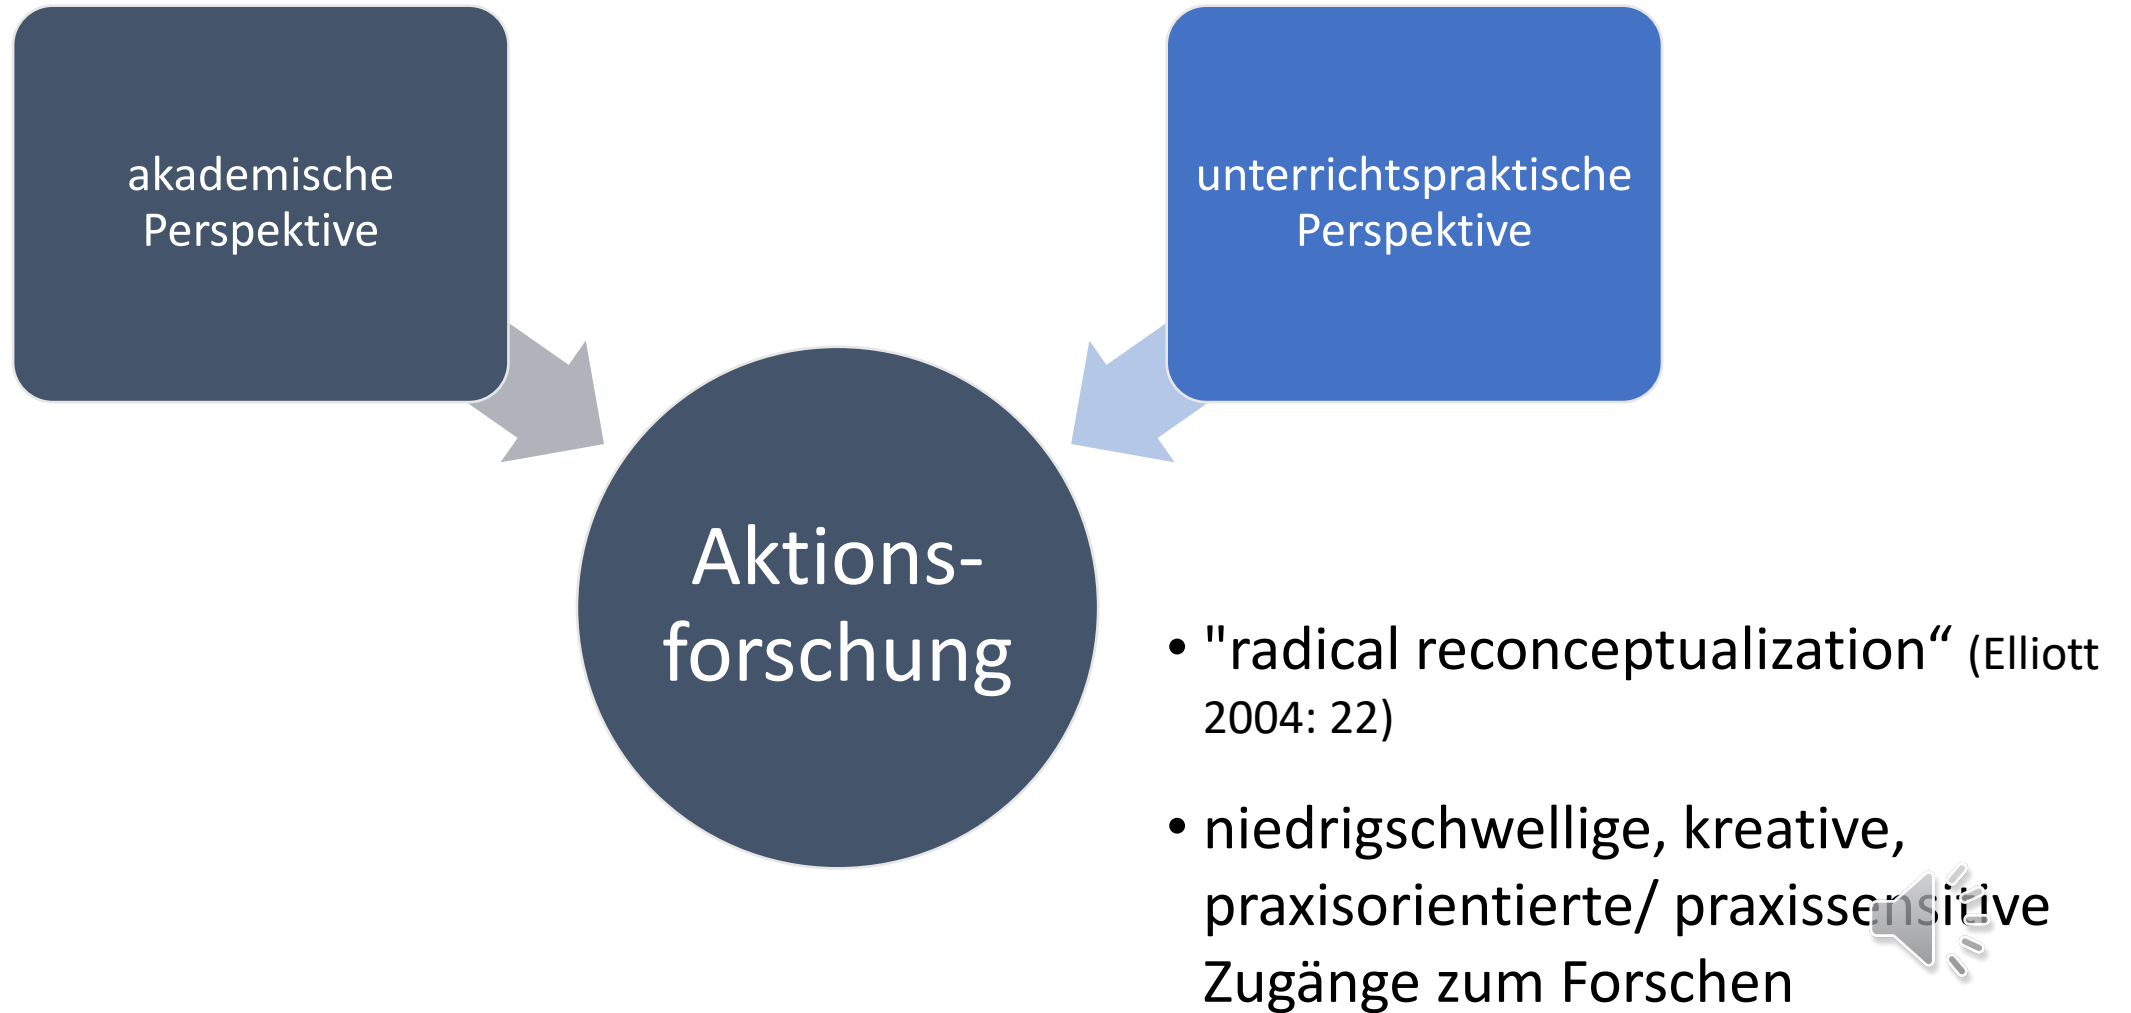 akademische
Perspektive
unterrichtspraktische
Perspektive
Aktions-
forschung
• "radical reconceptualization“ (Elliott
2004: 22)
• niedrigschwellige, kreative,
praxisorientierte/ praxissensitive
Zugänge zum Forschen